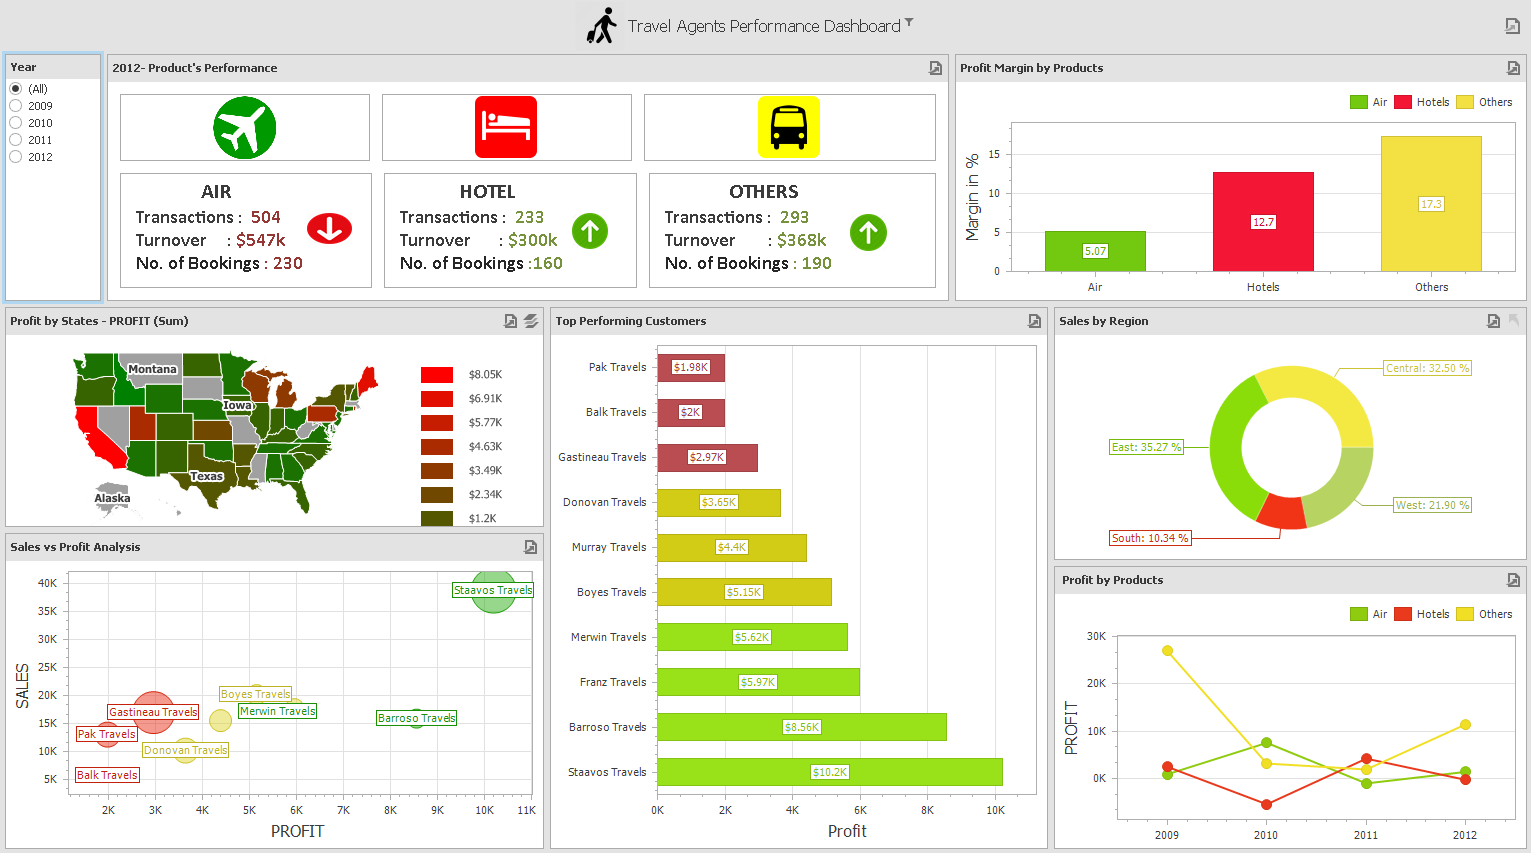 Travel Agents Performance Dashboard
Year
(All)
2009
2010
2011
2012
2012- Product's Performance
AIR
Transactions : 504
Turnover : $547k
No. of Bookings : 230
HOTEL
Transactions : 233
Turnover : $300k
No. of Bookings :160
OTHERS
Transactions : 293
Turnover : $368k
No. of Bookings : 190
Profit Margin by Products
Air Hotels Others
Margin in %
15
10
5
0
5.07
12.7
17.3
Air Hotels Others
Profit by States - PROFIT (Sum)
Montana
Iowa
Texas
Alaska
$8.05K
$6.91K
$5.77K
$4.63K
$3.49K
$2.34K
$1.2K
Top Performing Customers
Pak Travels $1.98K
Balk Travels $2K
Gastineau Travels $2.97K
Donovan Travels $3.65K
Murray Travels $4.4K
Boyes Travels $5.15K
Merwin Travels $5.62K
Franz Travels $5.97K
Barroso Travels $8.56K
Staavos Travels $10.2K
0K 2K 4K 6K 8K 10K
Profit
Sales by Region
Central: 32.50 %
East: 35.27 %
West: 21.90 %
South: 10.34 %
Sales vs Profit Analysis
SALES
40K
35K
30K
25K
20K
15K
10K
5K
Staavos Travels
Boyes Travels
Gastineau Travels
Merwin Travels
Barroso Travels
Pak Travels
Donovan Travels
Balk Travels
2K 3K 4K 5K 6K 7K 8K 9K 10K 11K
PROFIT
Profit by Products
Air Hotels Others
PROFIT
30K
20K
10K
0K
2009 2010 2011 2012